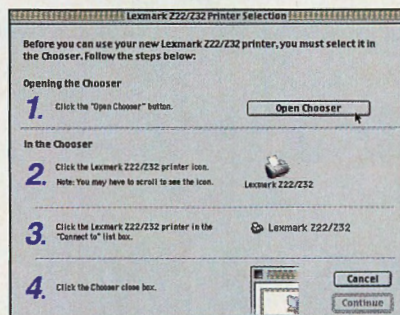 Lexmark Z22/Z32 Printer Selection
Before you can use your new Lexmark Z22/Z32 printer, you must select it in
the Chooser. Follow the steps below:
Opening the Chooser
1. Click the "Open Chooser" button.
Open Chooser
In the Chooser
2. Click the Lexmark Z22/Z32 printer icon.
Note: You may have to scroll to see the icon.
Lexmark Z22/Z32
3. Click the Lexmark Z22/Z32 printer in the
"Connect to" list box.
Lexmark Z22/Z32
4. Click the Chooser close box.
Cancel
Continue